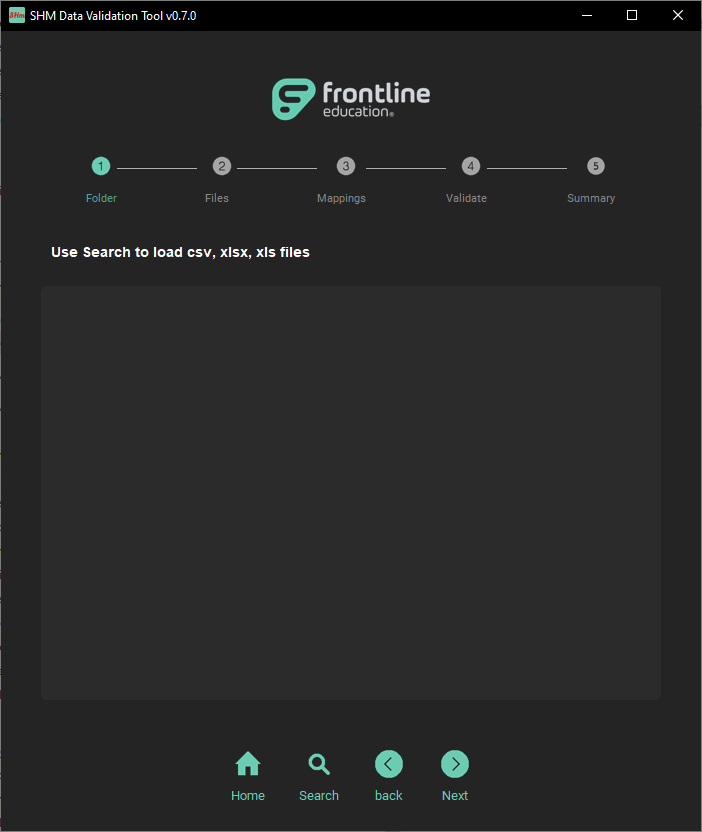 SHM
SHM Data Validation Tool v0.7.0
frontline
education®
1 2 3 4 5
Folder Files Mappings Validate Summary
Use Search to load csv, xlsx, xls files
Home Search back Next